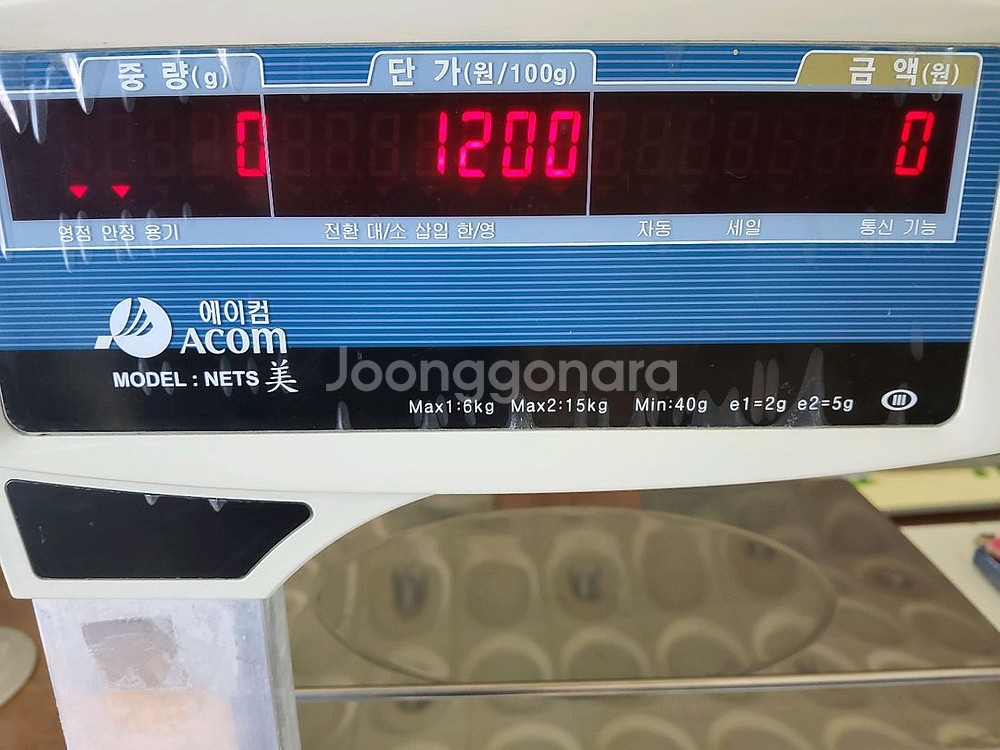 중 량(g) 단 가(원/100g) 금 액(원)
0 1200 0
영점 안정 용기 전환 대/소 삽입 한/영 자동 세일 통신 기능
에이컴
Acom
MODEL : NETS 美
Joonggonara
Max1:6kg Max2:15kg Min:40g e1=2g e2=5g III